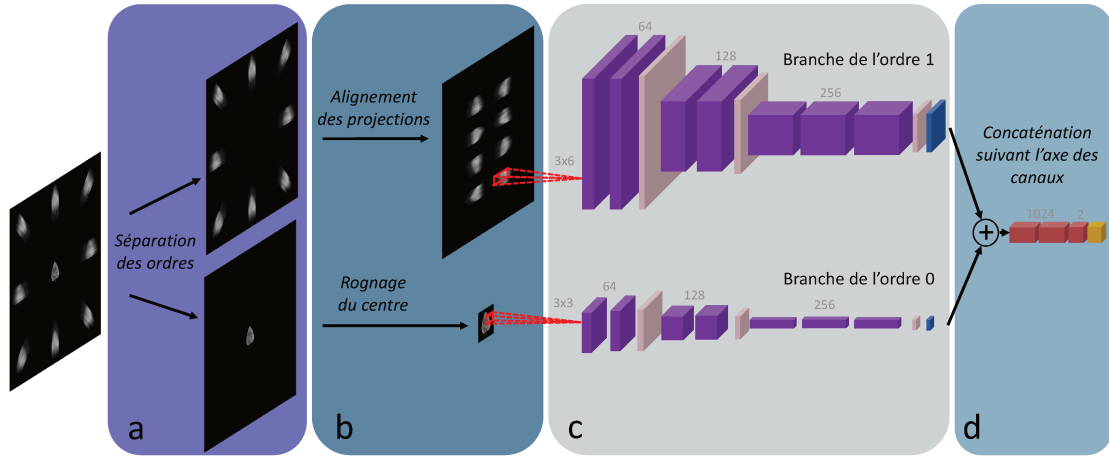 Séparation
des ordres
a
Alignement
des projections
Rognage
du centre
b
3x6
64
128
256
Branche de l'ordre 1
3x3
64
128
256
Branche de l'ordre 0
c
Concaténation
suivant l'axe des
canaux
+
1024
2
d